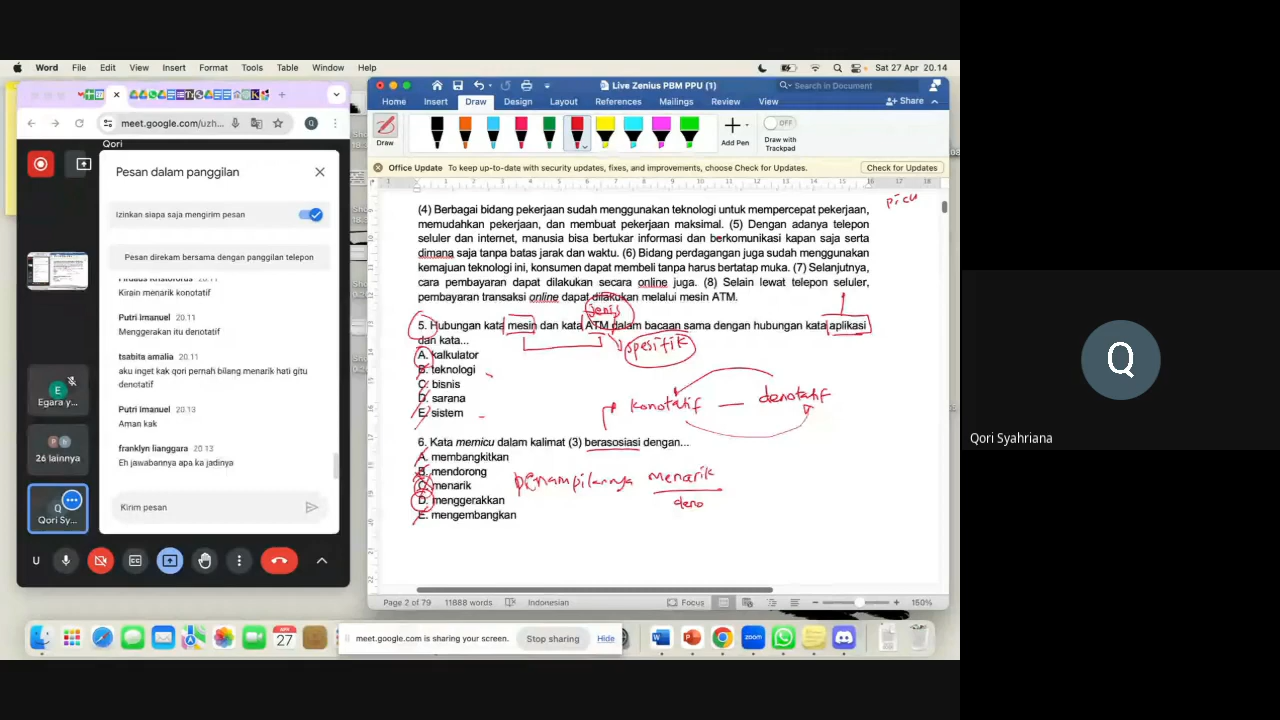 Word File Edit View Insert Format Tools Table Window Help
Sat 27 Apr 20.14
meet.google.com/uzh...
Qori
Pesan dalam panggilan
Izinkan siapa saja mengirim pesan
Pesan direkam bersama dengan panggilan telepon
20.11
Kirain menarik konotatif
Putri Imanuel 20.11
Menggerakan itu denotatif
tsabita amalia 20.11
aku inget kak qori pernah bilang menarik hati gitu
denotatif
Putri Imanuel 20.13
Aman kak
franklyn lianggara 20.13
Eh jawabannya apa ka jadinya
Kirim pesan
E
Egara y...
26 lainnya
Q
Qori Sy...
Live Zenius PBM PPU (1)
Search in Document
Home Insert Draw Design Layout References Mailings Review View
Share
Draw
Add Pen
OFF
Draw with
Trackpad
Office Update To keep up-to-date with security updates, fixes, and improvements, choose Check for Updates.
Check for Updates
picu
(4) Berbagai bidang pekerjaan sudah menggunakan teknologi untuk mempercepat pekerjaan,
memudahkan pekerjaan, dan membuat pekerjaan maksimal. (5) Dengan adanya telepon
seluler dan internet, manusia bisa bertukar informasi dan berkomunikasi kapan saja serta
dimana saja tanpa batas jarak dan waktu. (6) Bidang perdagangan juga sudah menggunakan
kemajuan teknologi ini, konsumen dapat membeli tanpa harus bertatap muka. (7) Selanjutnya,
cara pembayaran dapat dilakukan secara online juga. (8) Selain lewat telepon seluler,
pembayaran transaksi online dapat dilakukan melalui mesin ATM.
jenis
5. Hubungan kata mesin dan kata ATM dalam bacaan sama dengan hubungan kata aplikasi
dan kata...
spesifik
A. kalkulator
B. teknologi
C. bisnis
D. sarana
E. sistem
konotatif — denotatif
6. Kata memicu dalam kalimat (3) berasosiasi dengan...
A. membangkitkan
B. mendorong
C. menarik
D. menggerakkan
E. mengembangkan
penampilannya menarik
deno
Page 2 of 79 11888 words Indonesian Focus 150%
meet.google.com is sharing your screen. Stop sharing Hide
APR
27
zoom
Q
Qori Syahriana